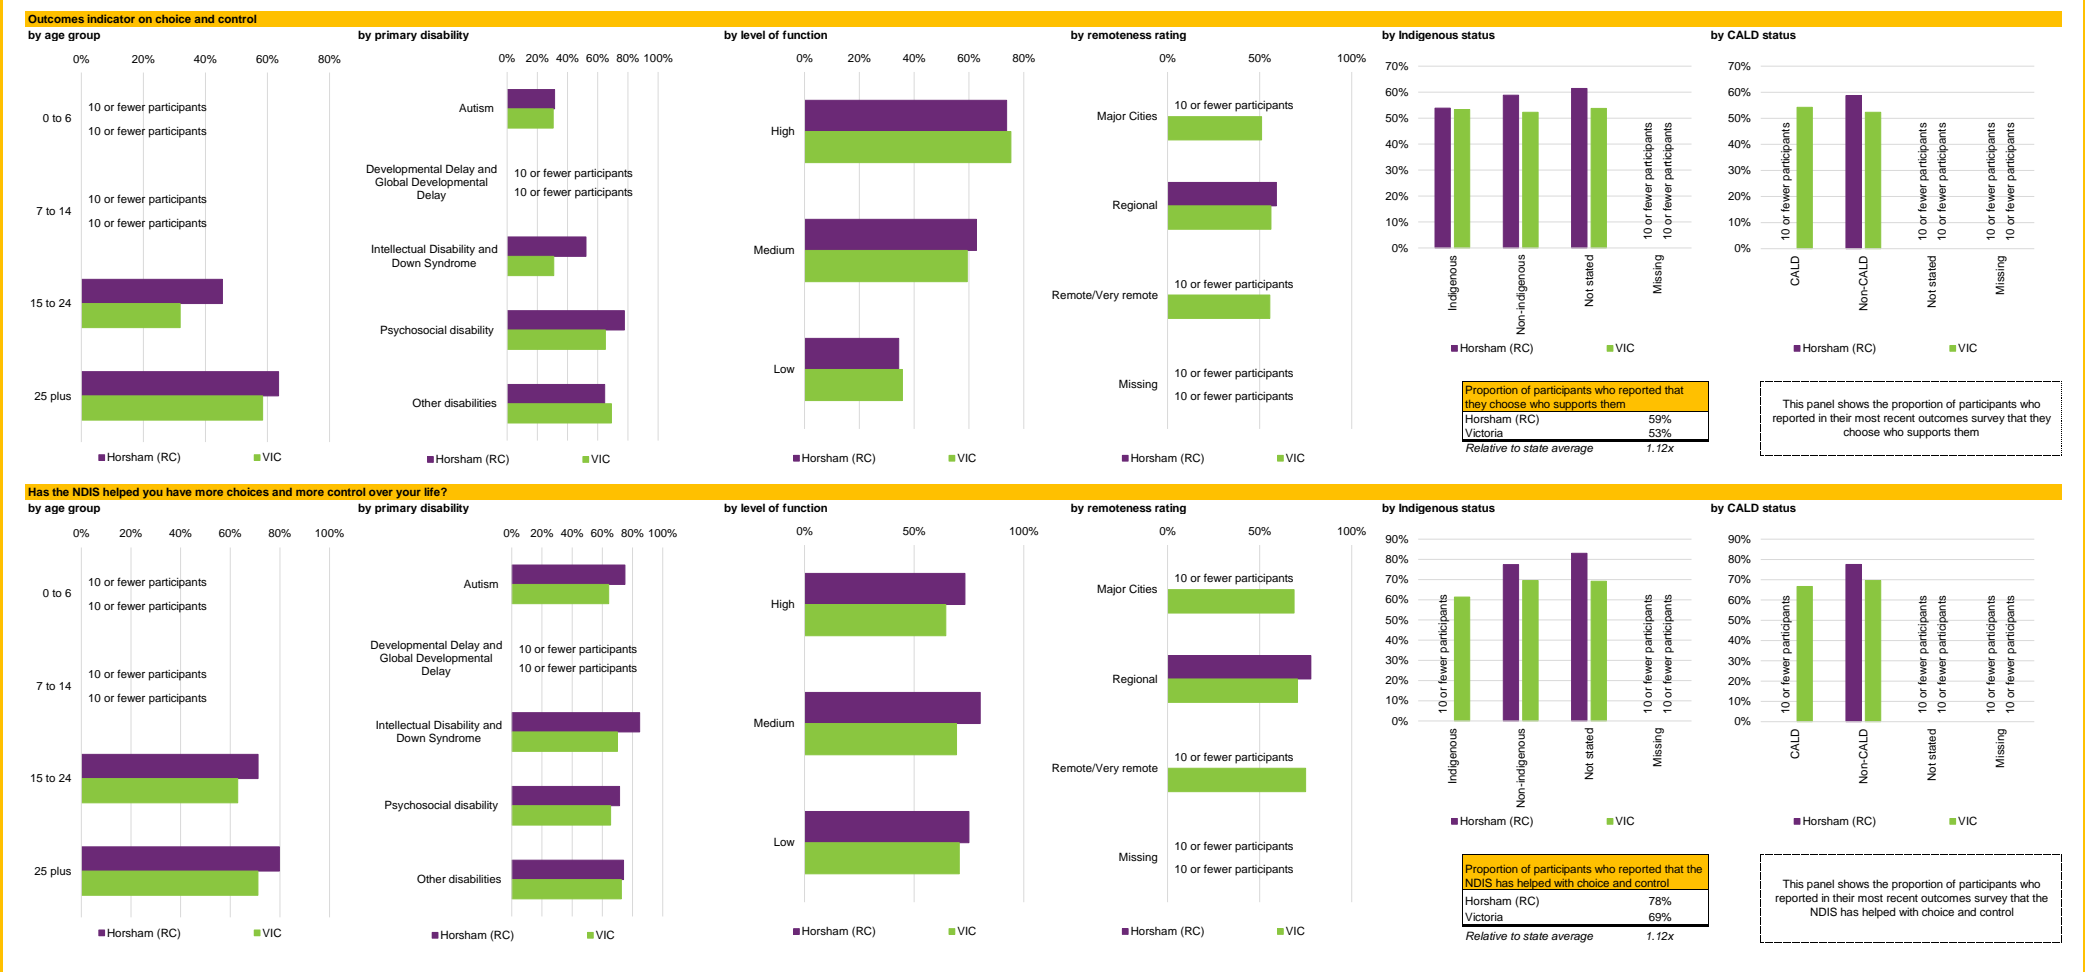 Outcomes indicator on choice and control
by age group
0% 20% 40% 60% 80%
0 to 6
10 or fewer participants
10 or fewer participants
7 to 14
10 or fewer participants
10 or fewer participants
15 to 24
25 plus
Horsham (RC) VIC
by primary disability
0% 20% 40% 60% 80% 100%
Autism
Developmental Delay and
Global Developmental
Delay
10 or fewer participants
10 or fewer participants
Intellectual Disability and
Down Syndrome
Psychosocial disability
Other disabilities
Horsham (RC) VIC
by level of function
0% 20% 40% 60% 80%
High
Medium
Low
Horsham (RC) VIC
by remoteness rating
0% 50% 100%
Major Cities
10 or fewer participants
Regional
Remote/Very remote
10 or fewer participants
Missing
10 or fewer participants
10 or fewer participants
Horsham (RC) VIC
by Indigenous status
70%
60%
50%
40%
30%
20%
10%
0%
10 or fewer participants
10 or fewer participants
Indigenous
Non-indigenous
Not stated
Missing
Horsham (RC) VIC
Proportion of participants who reported that
they choose who supports them
Horsham (RC) 59%
Victoria 53%
Relative to state average 1.12x
by CALD status
70%
60%
50%
40%
30%
20%
10%
0%
10 or fewer participants
10 or fewer participants
10 or fewer participants
10 or fewer participants
10 or fewer participants
CALD
Non-CALD
Not stated
Missing
Horsham (RC) VIC
This panel shows the proportion of participants who
reported in their most recent outcomes survey that they
choose who supports them
Has the NDIS helped you have more choices and more control over your life?
by age group
0% 20% 40% 60% 80% 100%
0 to 6
10 or fewer participants
10 or fewer participants
7 to 14
10 or fewer participants
10 or fewer participants
15 to 24
25 plus
Horsham (RC) VIC
by primary disability
0% 20% 40% 60% 80% 100%
Autism
Developmental Delay and
Global Developmental
Delay
10 or fewer participants
10 or fewer participants
Intellectual Disability and
Down Syndrome
Psychosocial disability
Other disabilities
Horsham (RC) VIC
by level of function
0% 50% 100%
High
Medium
Low
Horsham (RC) VIC
by remoteness rating
0% 50% 100%
Major Cities
10 or fewer participants
Regional
Remote/Very remote
10 or fewer participants
Missing
10 or fewer participants
10 or fewer participants
Horsham (RC) VIC
by Indigenous status
90%
80%
70%
60%
50%
40%
30%
20%
10%
0%
10 or fewer participants
10 or fewer participants
10 or fewer participants
Indigenous
Non-indigenous
Not stated
Missing
Horsham (RC) VIC
Proportion of participants who reported that the
NDIS has helped with choice and control
Horsham (RC) 78%
Victoria 69%
Relative to state average 1.12x
by CALD status
90%
80%
70%
60%
50%
40%
30%
20%
10%
0%
10 or fewer participants
10 or fewer participants
10 or fewer participants
10 or fewer participants
10 or fewer participants
CALD
Non-CALD
Not stated
Missing
Horsham (RC) VIC
This panel shows the proportion of participants who
reported in their most recent outcomes survey that the
NDIS has helped with choice and control